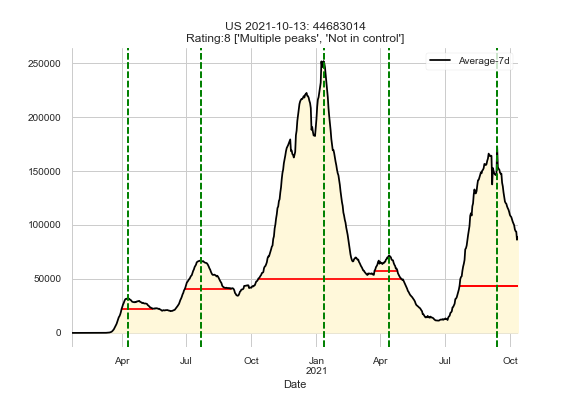 US 2021-10-13: 44683014
Rating:8 ['Multiple peaks', 'Not in control']
Average-7d
250000
200000
150000
100000
50000
0
Apr Jul Oct Jan Apr Jul Oct
2021
Date